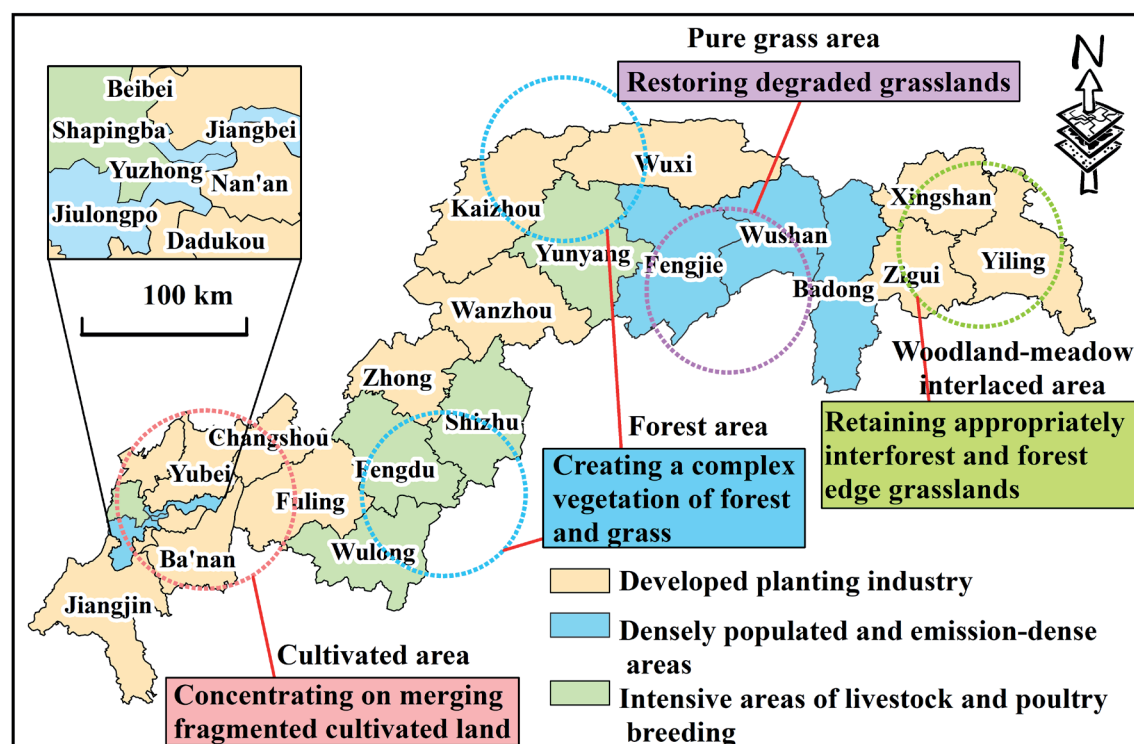 Pure grass area
Restoring degraded grasslands
N
Beibei
Shapingba
Jiangbei
Yuzhong
Nan'an
Jiulongpo
Dadukou
100 km
Wuxi
Kaizhou
Xingshan
Yunyang
Fengjie
Wushan
Badong
Zigui
Yiling
Wanzhou
Zhong
Shizhu
Changshou
Yubei
Fengdu
Fuling
Wulong
Ba'nan
Jiangjin
Woodland-meadow
interlaced area
Retaining appropriately
interforest and forest
edge grasslands
Forest area
Creating a complex
vegetation of forest
and grass
Cultivated area
Concentrating on merging
fragmented cultivated land
Developed planting industry
Densely populated and emission-dense
areas
Intensive areas of livestock and poultry
breeding